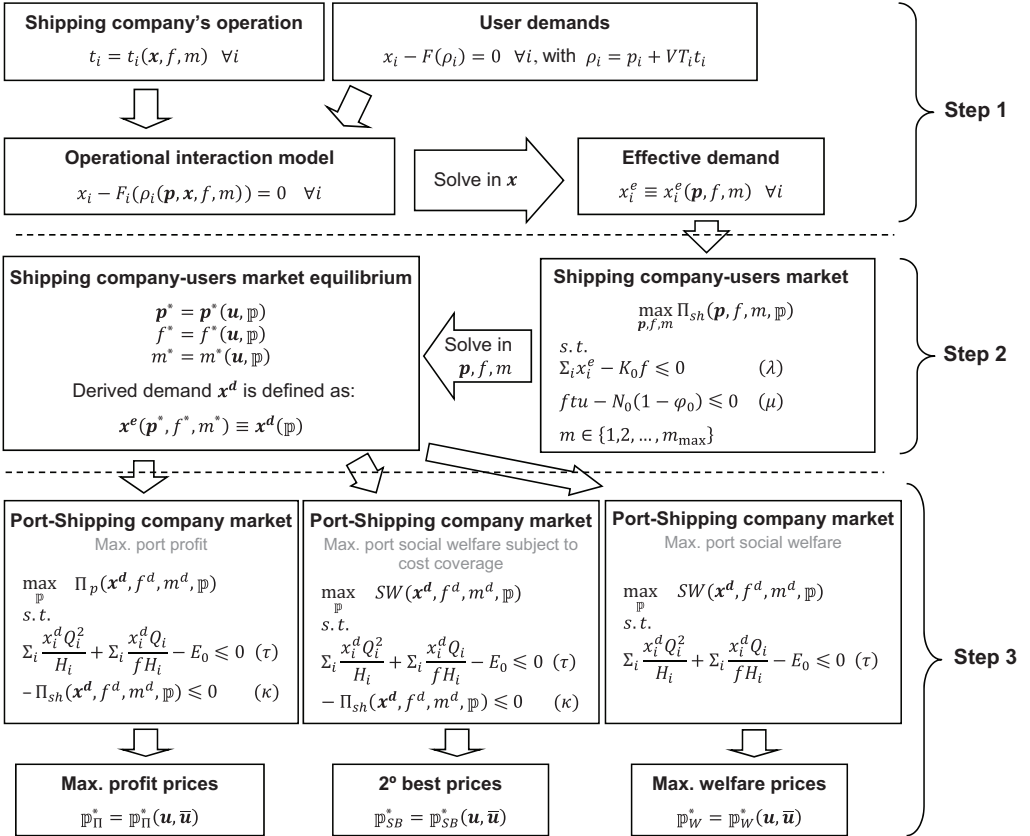 Shipping company's operation
t_i = t_i(x, f, m) ∀i
User demands
x_i − F(ρ_i) = 0 ∀i, with ρ_i = p_i + VT_i t_i
Step 1
Operational interaction model
x_i − F_i(ρ_i(p, x, f, m)) = 0 ∀i
Solve in x
Effective demand
x_i^e ≡ x_i^e(p, f, m) ∀i
Shipping company-users market equilibrium
p* = p*(u, ℙ)
f* = f*(u, ℙ)
m* = m*(u, ℙ)
Derived demand x^d is defined as:
x^e(p*, f*, m*) ≡ x^d(ℙ)
Solve in
p, f, m
Shipping company-users market
max Π_sh(p, f, m, ℙ)
p,f,m
s.t.
Σ_i x_i^e − K_0 f ⩽ 0 (λ)
ftu − N_0(1 − φ_0) ⩽ 0 (μ)
m ∈ {1,2, … , m_max}
Step 2
Port-Shipping company market
Max. port profit
max Π_p(x^d, f^d, m^d, ℙ)
ℙ
s.t.
Σ_i x_i^d Q_i^2 / H_i + Σ_i x_i^d Q_i / fH_i − E_0 ⩽ 0 (τ)
− Π_sh(x^d, f^d, m^d, ℙ) ⩽ 0 (κ)
Port-Shipping company market
Max. port social welfare subject to
cost coverage
max SW(x^d, f^d, m^d, ℙ)
ℙ
s.t.
Σ_i x_i^d Q_i^2 / H_i + Σ_i x_i^d Q_i / fH_i − E_0 ⩽ 0 (τ)
− Π_sh(x^d, f^d, m^d, ℙ) ⩽ 0 (κ)
Port-Shipping company market
Max. port social welfare
max SW(x^d, f^d, m^d, ℙ)
ℙ
s.t.
Σ_i x_i^d Q_i^2 / H_i + Σ_i x_i^d Q_i / fH_i − E_0 ⩽ 0 (τ)
Step 3
Max. profit prices
ℙ*_Π = ℙ*_Π(u, ū)
2º best prices
ℙ*_SB = ℙ*_SB(u, ū)
Max. welfare prices
ℙ*_W = ℙ*_W(u, ū)